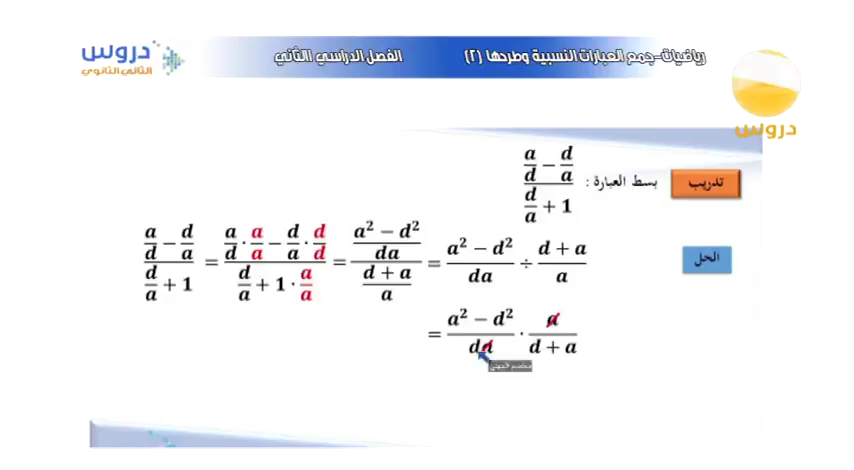 دروس
الثاني الثانوي
رياضيات-جمع العبارات النسبية وطرحها (٢)
الفصل الدراسي الثاني
دروس
تدريب
بسط العبارة :
(a/d − d/a) / (d/a + 1)
الحل
(a/d − d/a) / (d/a + 1) = (a/d · a/a − d/a · d/d) / (d/a + 1 · a/a) = ((a² − d²)/da) / ((d + a)/a) = (a² − d²)/da ÷ (d + a)/a
= (a² − d²)/da · a/(d + a)